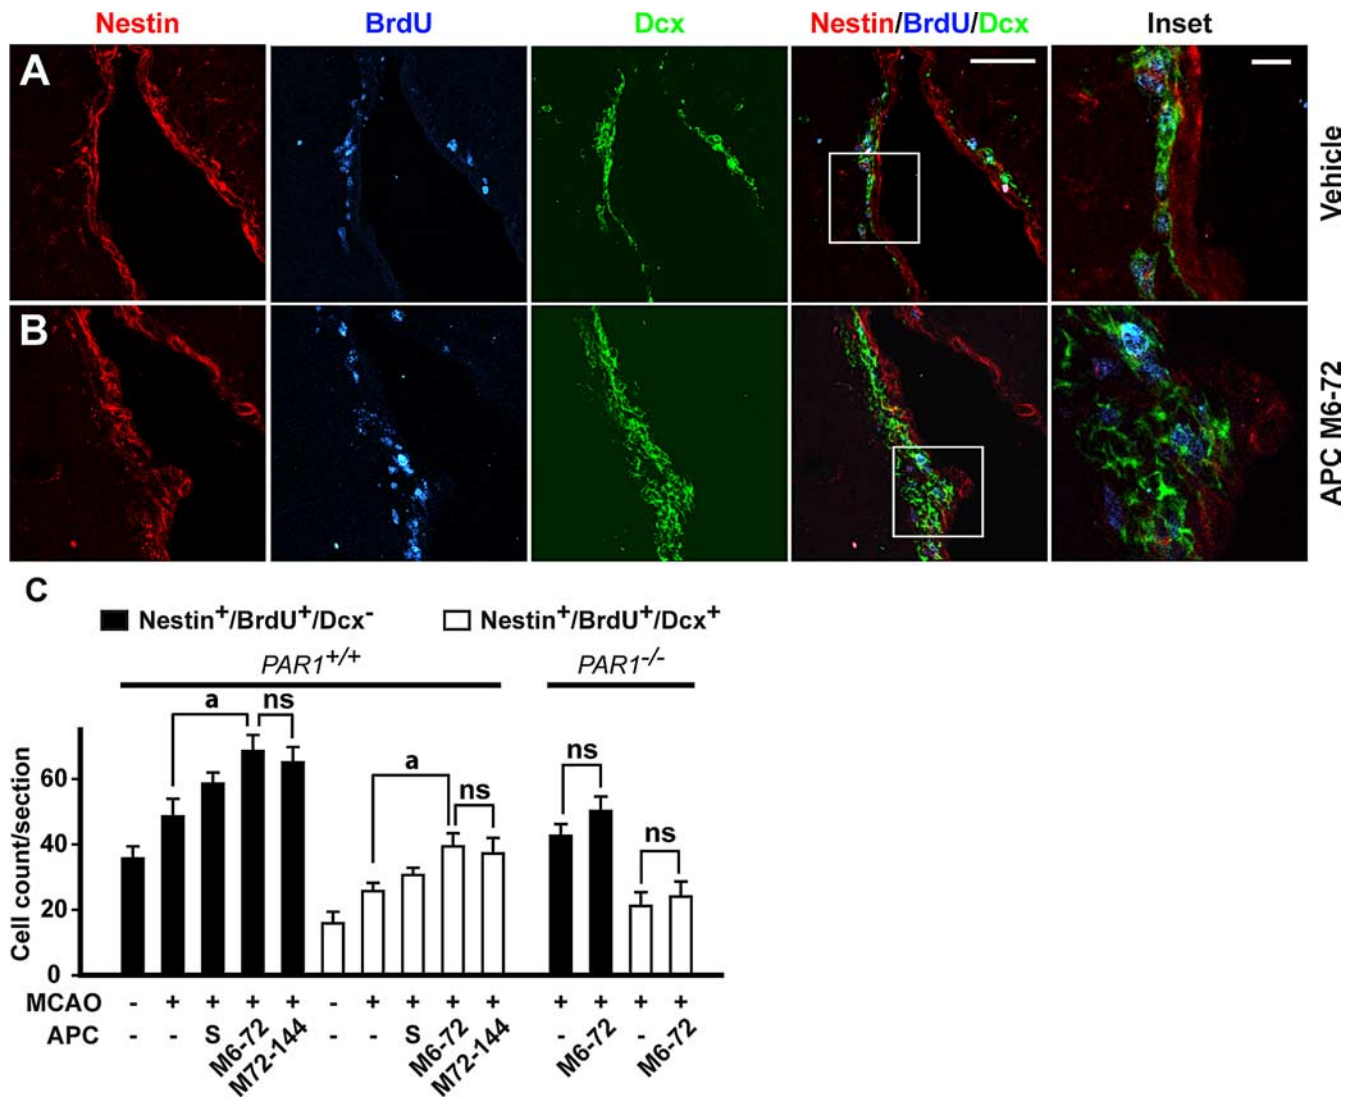 Nestin BrdU Dcx Nestin/BrdU/Dcx Inset
A
Vehicle
B
APC M6-72
C
Nestin⁺/BrdU⁺/Dcx⁻ Nestin⁺/BrdU⁺/Dcx⁺
PAR1⁺/⁺ PAR1⁻/⁻
a ns
a ns
ns
ns
Cell count/section
60
40
20
0
MCAO - + + + + - + + + + + + + +
APC - - S M6-72 M72-144 - - S M6-72 M72-144 - M6-72 - M6-72